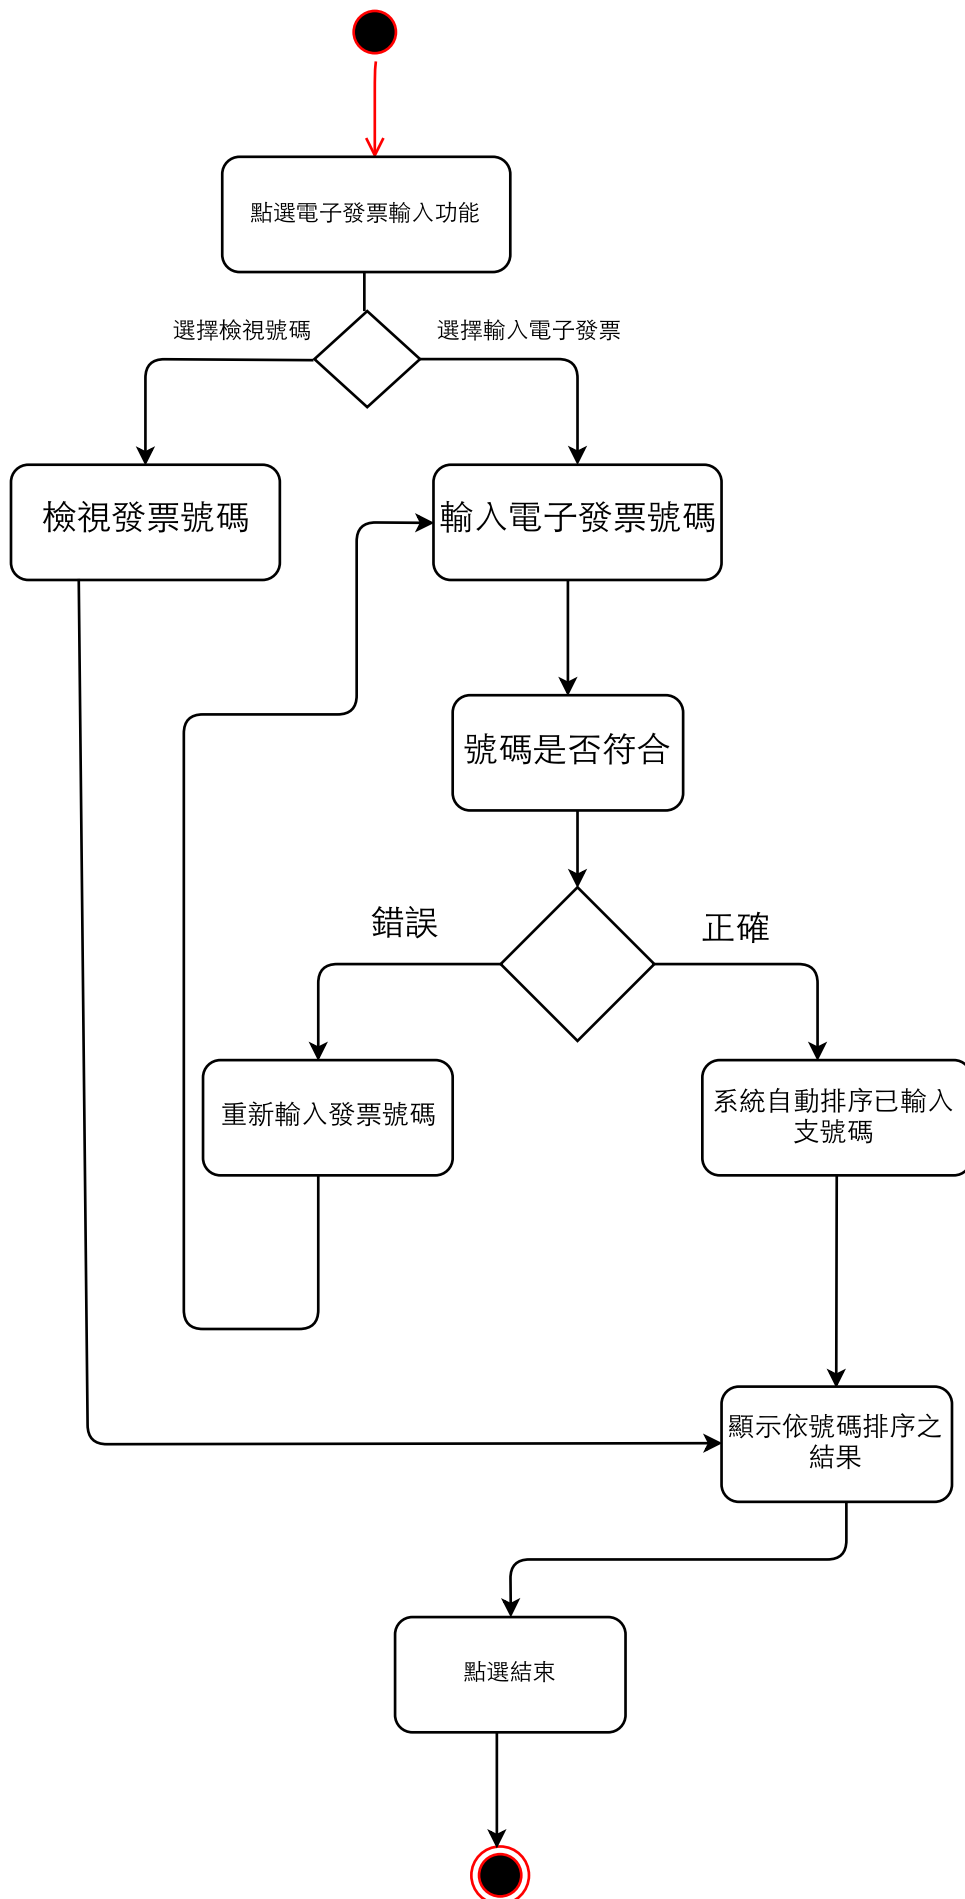 點選電子發票輸入功能
選擇檢視號碼
選擇輸入電子發票
檢視發票號碼
輸入電子發票號碼
號碼是否符合
錯誤
正確
重新輸入發票號碼
系統自動排序已輸入
支號碼
顯示依號碼排序之
結果
點選結束